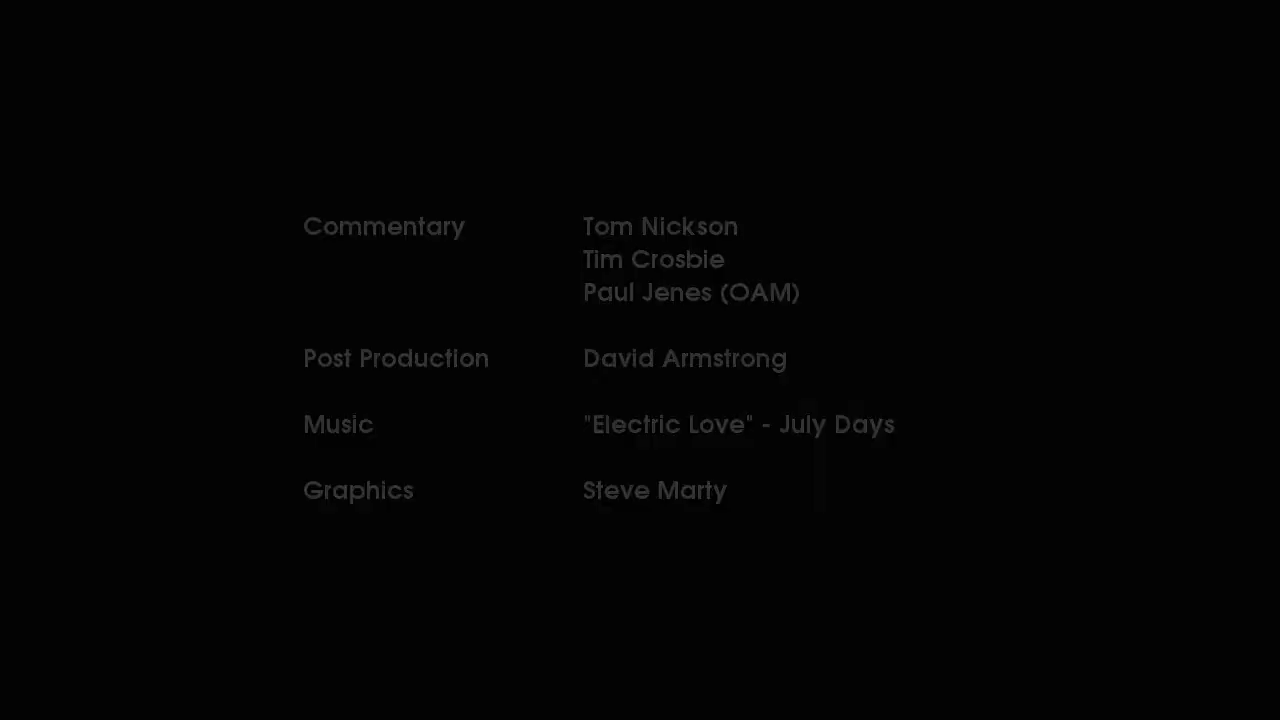 Commentary Tom Nickson
Tim Crosbie
Paul Jenes (OAM)
Post Production David Armstrong
Music "Electric Love" - July Days
Graphics Steve Marty